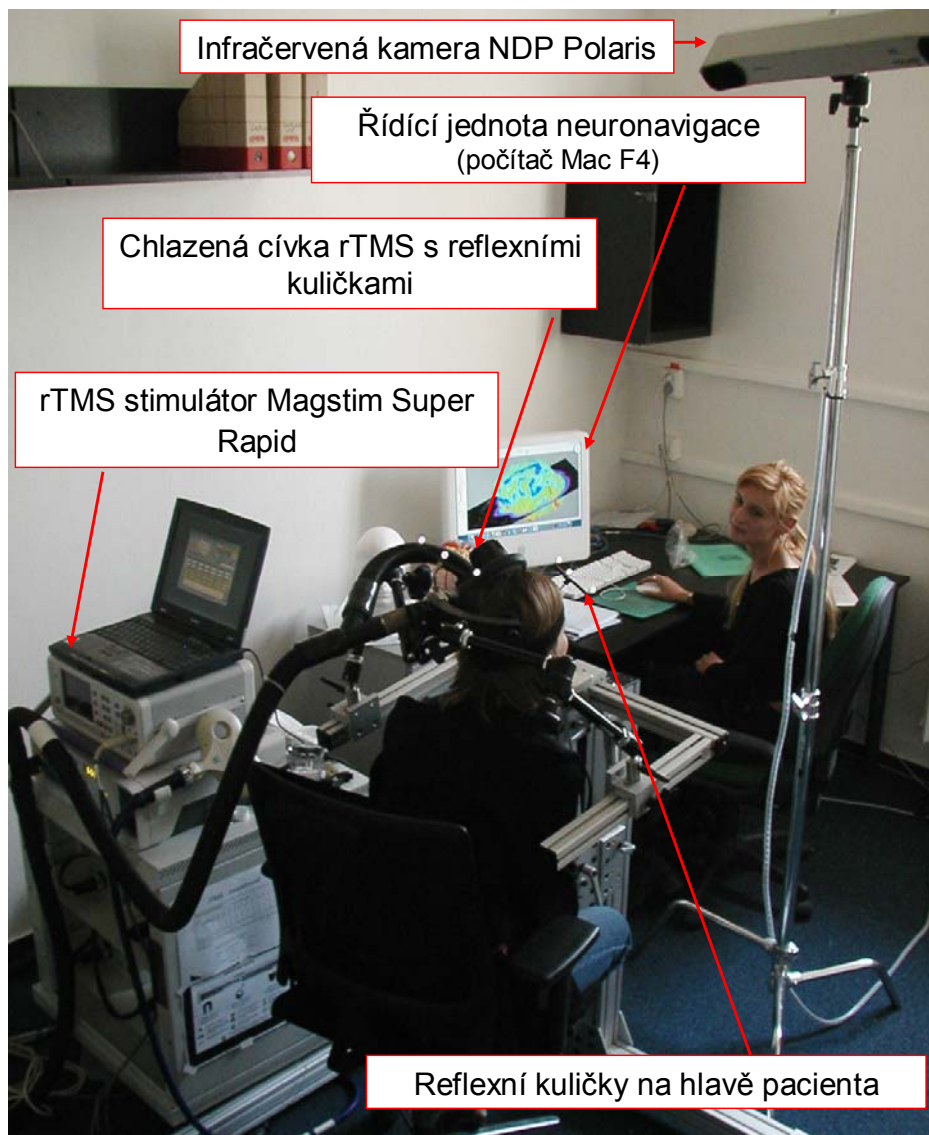 Infračervená kamera NDP Polaris
Řídící jednota neuronavigace
(počítač Mac F4)
Chlazená cívka rTMS s reflexními
kuličkami
rTMS stimulátor Magstim Super
Rapid
Reflexní kuličky na hlavě pacienta